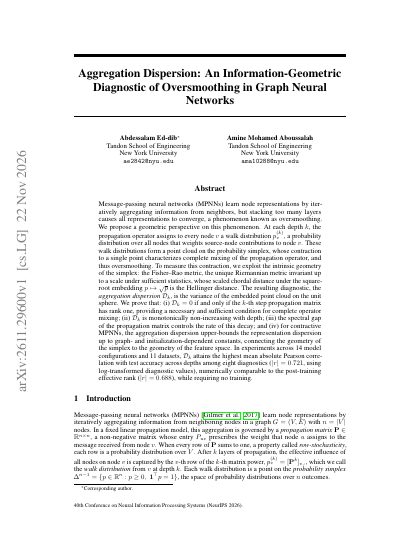 Aggregation Dispersion: An Information-Geometric
Diagnostic of Oversmoothing in Graph Neural
Networks
Abdessalam Ed-dib*
Tandon School of Engineering
New York University
ae2842@nyu.edu
Amine Mohamed Aboussalah
Tandon School of Engineering
New York University
ama10288@nyu.edu
Abstract
Message-passing neural networks (MPNNs) learn node representations by iter-
atively aggregating information from neighbors, but stacking too many layers
causes all representations to converge, a phenomenon known as oversmoothing.
We propose a geometric perspective on this phenomenon. At each depth k, the
propagation operator assigns to every node v a walk distribution p_v^(k), a probability
distribution over all nodes that weights source-node contributions to node v. These
walk distributions form a point cloud on the probability simplex, whose contraction
to a single point characterizes complete mixing of the propagation operator, and
thus oversmoothing. To measure this contraction, we exploit the intrinsic geometry
of the simplex: the Fisher-Rao metric, the unique Riemannian metric invariant up
to a scale under sufficient statistics, whose scaled chordal distance under the square-
root embedding p ↦ √p is the Hellinger distance. The resulting diagnostic, the
aggregation dispersion D_k, is the variance of the embedded point cloud on the unit
sphere. We prove that: (i) D_k = 0 if and only if the k-step propagation matrix
has rank one, providing a necessary and sufficient condition for complete operator
mixing; (ii) D_k is monotonically non-increasing with depth; (iii) the spectral gap
of the propagation matrix controls the rate of this decay; and (iv) for contractive
MPNNs, the aggregation dispersion upper-bounds the representation dispersion
up to graph- and initialization-dependent constants, connecting the geometry of
the simplex to the geometry of the feature space. In experiments across 14 model
configurations and 11 datasets, D_k attains the highest mean absolute Pearson corre-
lation with test accuracy across depths among eight diagnostics (|r| = 0.721, using
log-transformed diagnostic values), numerically comparable to the post-training
effective rank (|r| = 0.688), while requiring no training.
1 Introduction
Message-passing neural networks (MPNNs) [Gilmer et al., 2017] learn node representations by
iteratively aggregating information from neighboring nodes in a graph G = (V, E) with n = |V|
nodes. In a fixed linear propagation model, this aggregation is governed by a propagation matrix P ∈
R^{n×n}, a non-negative matrix whose entry P_uv prescribes the weight that node u assigns to the
message received from node v. When every row of P sums to one, a property called row-stochasticity,
each row is a probability distribution over V. After k layers of propagation, the effective influence of
all nodes on node v is captured by the v-th row of the k-th matrix power, p_v^(k) = [P^k]_{v,:}, which we call
the walk distribution from v at depth k. Each walk distribution is a point on the probability simplex
Δ^{n−1} = {p ∈ R^n : p ≥ 0, 1^⊤ p = 1}, the space of probability distributions over n outcomes.
*Corresponding author.
40th Conference on Neural Information Processing Systems (NeurIPS 2026).
arXiv:2611.29600v1 [cs.LG] 22 Nov 2026